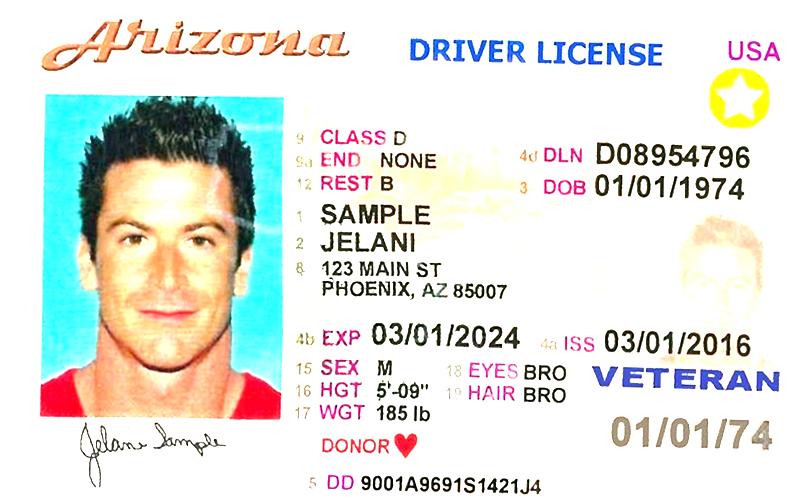 Arizona DRIVER LICENSE USA
9 CLASS D
9a END NONE 4d DLN D08954796
12 REST B 3 DOB 01/01/1974
1 SAMPLE
2 JELANI
8 123 MAIN ST
PHOENIX, AZ 85007
4b EXP 03/01/2024 4a ISS 03/01/2016
15 SEX M 18 EYES BRO VETERAN
16 HGT 5'-09" 19 HAIR BRO
17 WGT 185 lb 01/01/74
Jelani Sample
DONOR
5 DD 9001A9691S1421J4